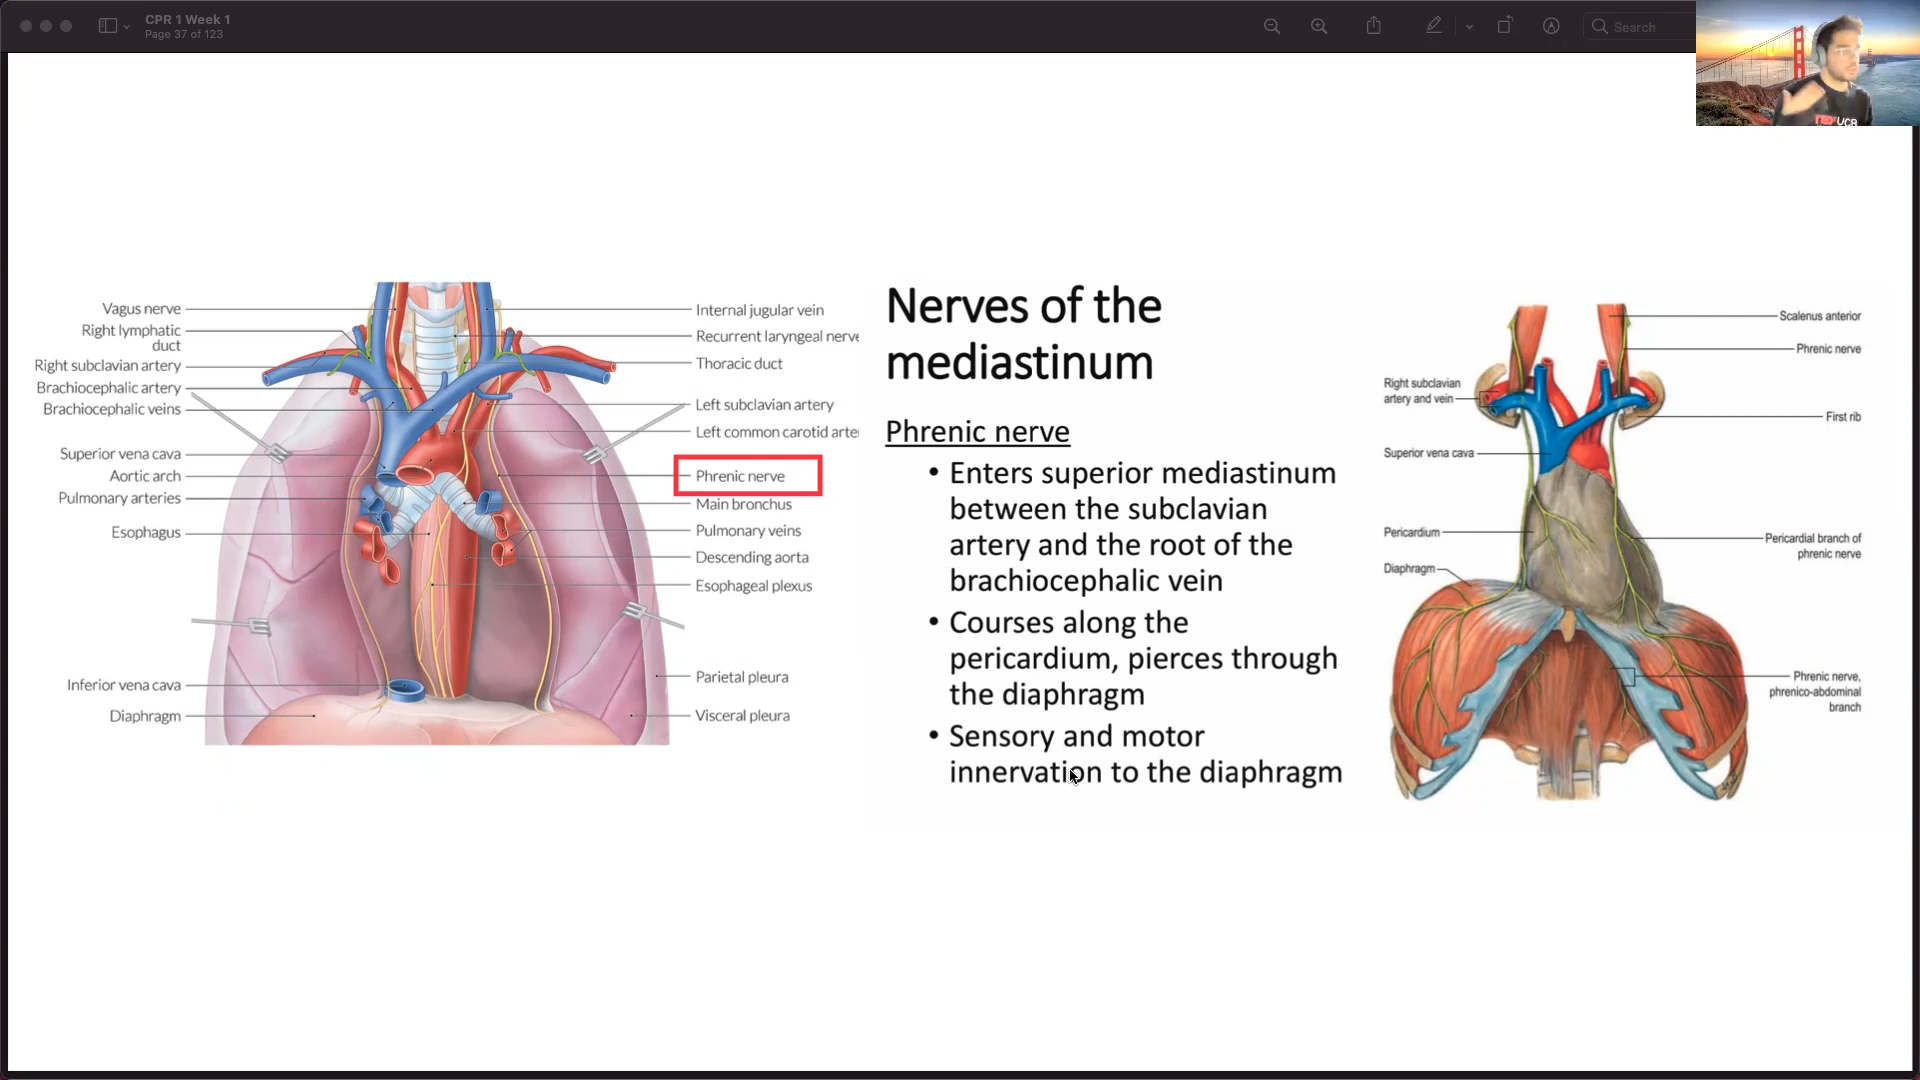 CPR 1 Week 1
Page 37 of 123
Search
UCR
Vagus nerve
Right lymphatic
duct
Right subclavian artery
Brachiocephalic artery
Brachiocephalic veins
Superior vena cava
Aortic arch
Pulmonary arteries
Esophagus
Inferior vena cava
Diaphragm
Internal jugular vein
Recurrent laryngeal nerve
Thoracic duct
Left subclavian artery
Left common carotid arte
Phrenic nerve
Main bronchus
Pulmonary veins
Descending aorta
Esophageal plexus
Parietal pleura
Visceral pleura
Nerves of the
mediastinum
Phrenic nerve
• Enters superior mediastinum
between the subclavian
artery and the root of the
brachiocephalic vein
• Courses along the
pericardium, pierces through
the diaphragm
• Sensory and motor
innervation to the diaphragm
Right subclavian
artery and vein
Superior vena cava
Pericardium
Diaphragm
Scalenus anterior
Phrenic nerve
First rib
Pericardial branch of
phrenic nerve
Phrenic nerve,
phrenico-abdominal
branch